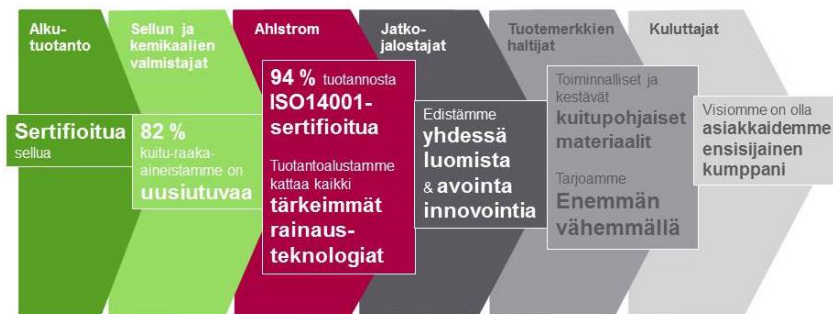 Alku-
tuotanto
Sertifioitua
sellua
Sellun ja
kemikaalien
valmistajat
82 %
kuitu-raaka-
aineistamme on
uusiutuvaa
Ahlstrom
94 % tuotannosta
ISO14001-
sertifioitua
Tuotantoalustamme
kattaa kaikki
tärkeimmät
rainaus-
teknologiat
Jatko-
jalostajat
Edistämme
yhdessä
luomista
& avointa
innovointia
Tuotemerkkien
haltijat
Toiminnalliset ja
kestävät
kuitupohjaiset
materiaalit
Tarjoamme
Enemmän
vähemmällä
Kuluttajat
Visiomme on olla
asiakkaidemme
ensisijainen
kumppani